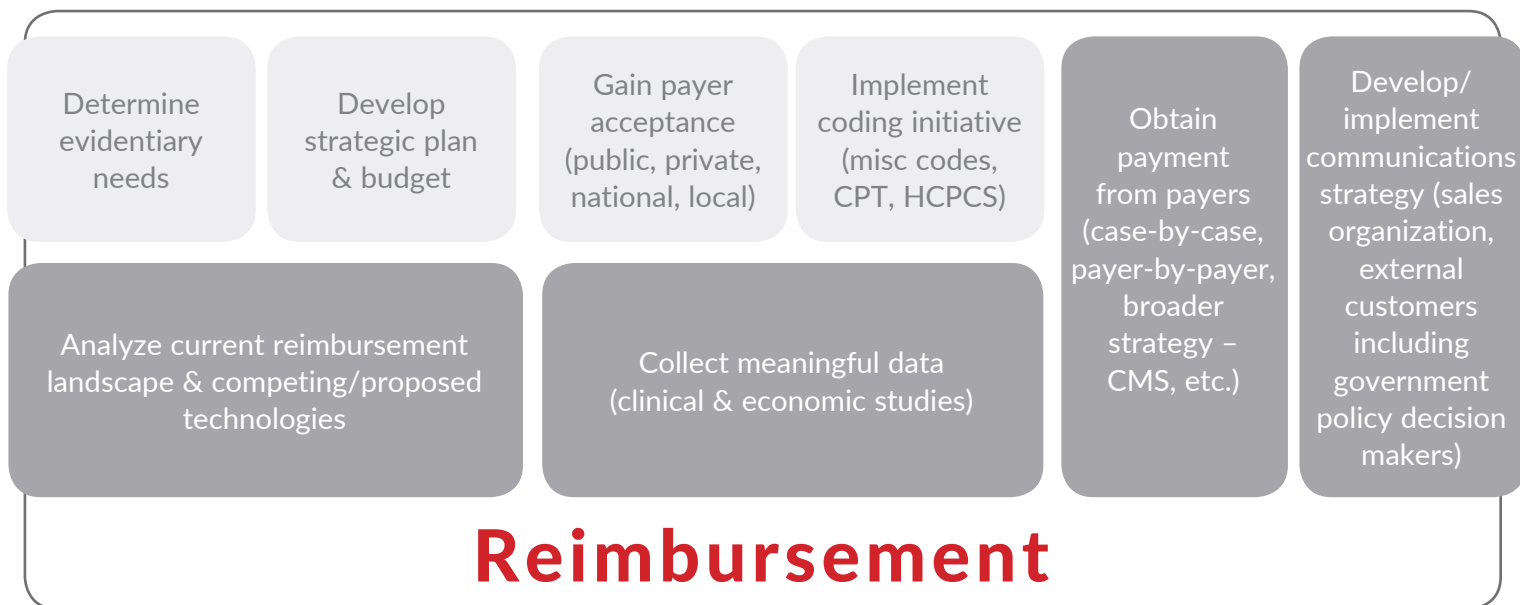 Determine
evidentiary
needs
Develop
strategic plan
& budget
Gain payer
acceptance
(public, private,
national, local)
Implement
coding initiative
(misc codes,
CPT, HCPCS)
Obtain
payment
from payers
(case-by-case,
payer-by-payer,
broader
strategy –
CMS, etc.)
Develop/
implement
communications
strategy (sales
organization,
external
customers
including
government
policy decision
makers)
Analyze current reimbursement
landscape & competing/proposed
technologies
Collect meaningful data
(clinical & economic studies)
Reimbursement